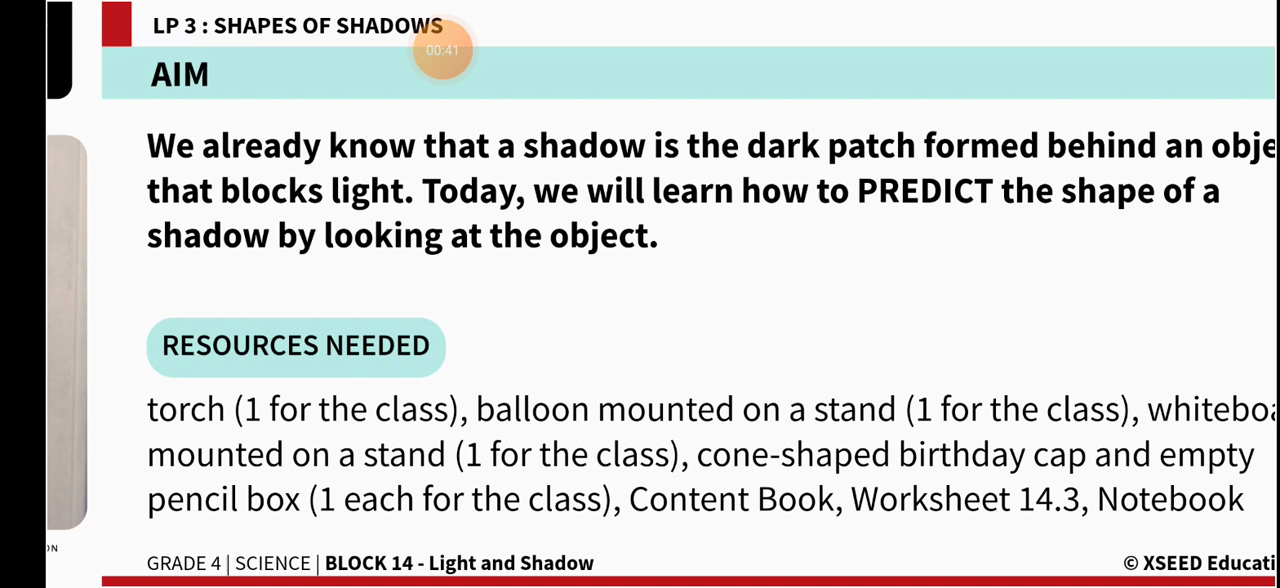 LP 3 : SHAPES OF SHADOWS
00:41
AIM
We already know that a shadow is the dark patch formed behind an obje
that blocks light. Today, we will learn how to PREDICT the shape of a
shadow by looking at the object.
RESOURCES NEEDED
torch (1 for the class), balloon mounted on a stand (1 for the class), whiteboa
mounted on a stand (1 for the class), cone-shaped birthday cap and empty
pencil box (1 each for the class), Content Book, Worksheet 14.3, Notebook
ON
GRADE 4 | SCIENCE | BLOCK 14 - Light and Shadow
© XSEED Educati